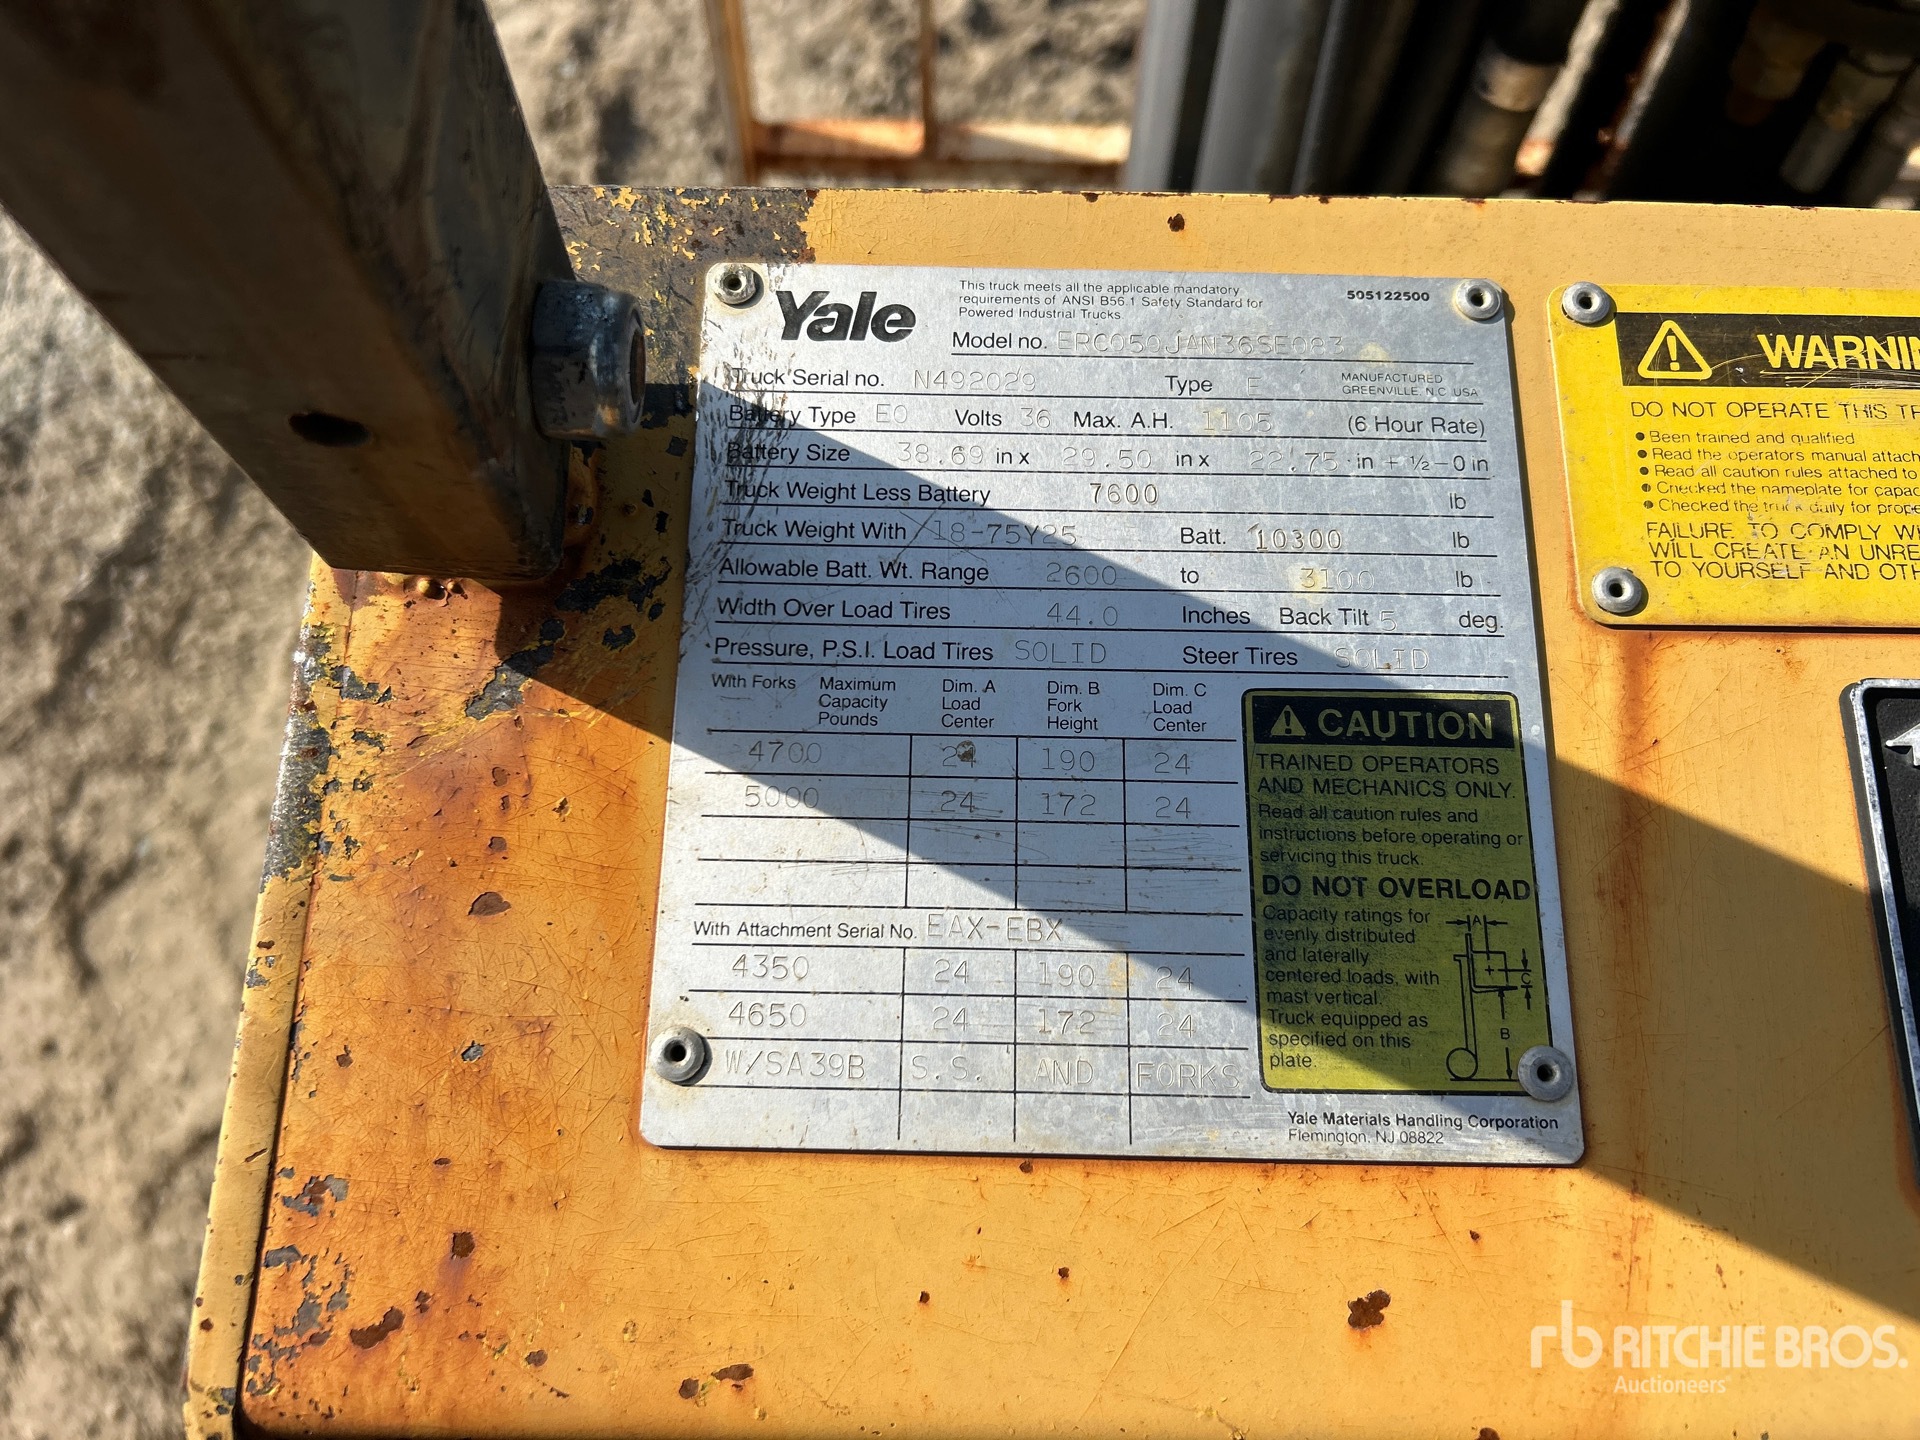 Yale
This truck meets all the applicable mandatory
requirements of ANSI B56.1 Safety Standard for
Powered Industrial Trucks.
505122500
Model no. ERC050JAN36SE083
Truck Serial no. N492029 Type E MANUFACTURED
GREENVILLE, N.C. USA
Battery Type EO Volts 36 Max. A.H. 1105 (6 Hour Rate)
Battery Size 38.69 in x 29.50 in x 22.75 in + ½ - 0 in
Truck Weight Less Battery 7600 lb
Truck Weight With 18-75Y25 Batt. 10300 lb
Allowable Batt. Wt. Range 2600 to 3100 lb
Width Over Load Tires 44.0 Inches Back Tilt 5 deg.
Pressure, P.S.I. Load Tires SOLID Steer Tires SOLID
With Forks Maximum Capacity Pounds Dim. A Load Center Dim. B Fork Height Dim. C Load Center
4700 24 190 24
5000 24 172 24
With Attachment Serial No. EAX-EBX
4350 24 190 24
4650 24 172 24
W/SA39B S.S. AND FORKS
CAUTION
TRAINED OPERATORS
AND MECHANICS ONLY.
Read all caution rules and
instructions before operating or
servicing this truck.
DO NOT OVERLOAD
Capacity ratings for
evenly distributed
and laterally
centered loads, with
mast vertical.
Truck equipped as
specified on this
plate.
A
C
B
Yale Materials Handling Corporation
Flemington, NJ 08822
WARNIN
DO NOT OPERATE THIS TR
• Been trained and qualified
• Read the operators manual attach
• Read all caution rules attached to
• Checked the nameplate for capac
• Checked the truck daily for prope
FAILURE TO COMPLY WI
WILL CREATE AN UNRE
TO YOURSELF AND OTH
rb RITCHIE BROS.
Auctioneers